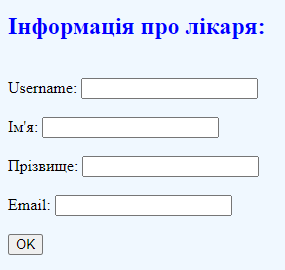 Інформація про лікаря:
Username:
Ім'я:
Прізвище:
Email:
OK